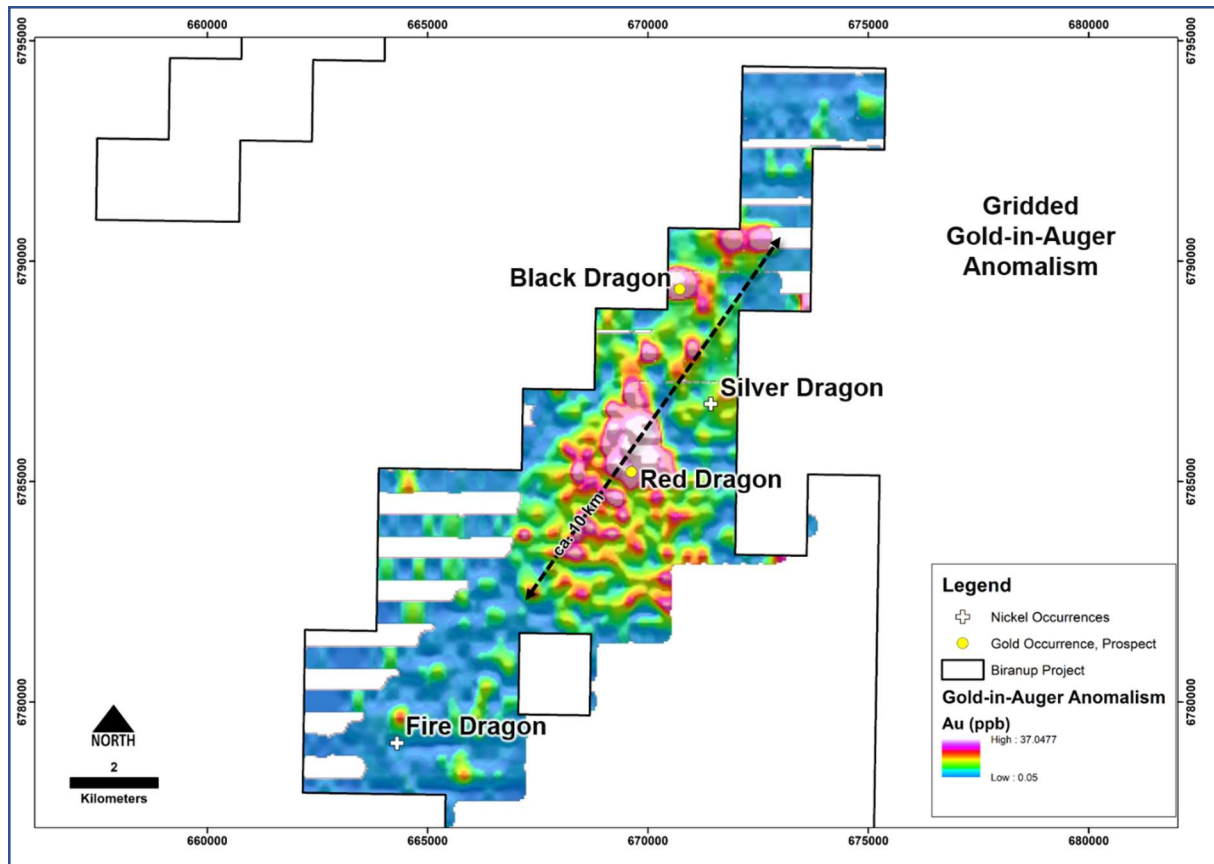 660000
665000
670000
675000
680000
6795000
6795000
Gridded
Gold-in-Auger
Anomalism
6790000
6790000
Black Dragon
Silver Dragon
6785000
6785000
Red Dragon
ca. 10 km
Legend
Nickel Occurrences
Gold Occurrence, Prospect
Biranup Project
Gold-in-Auger Anomalism
Au (ppb)
High : 37.0477
Low : 0.05
6780000
6780000
Fire Dragon
NORTH
2
Kilometers
660000
665000
670000
675000
680000